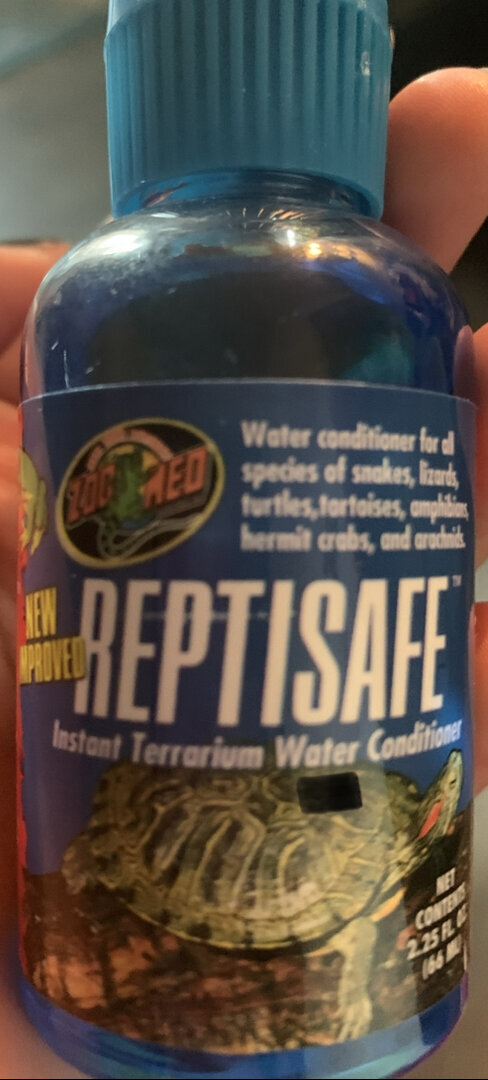 ZOO MED
Water conditioner for all
species of snakes, lizards,
turtles, tortoises, amphibians,
hermit crabs, and arachnids.
NEW
IMPROVED
REPTISAFE™
Instant Terrarium Water Conditioner
NET
CONTENTS
2.25 FL. OZ.
(66 ML)